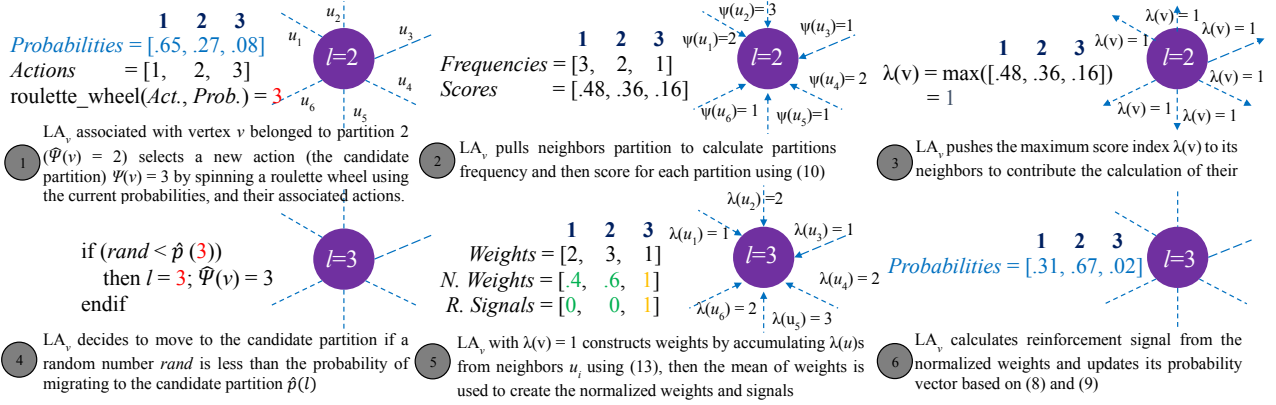 1 2 3
Probabilities = [.65, .27, .08]
Actions = [1, 2, 3]
roulette_wheel(Act., Prob.) = 3
u₁
u₂
u₃
u₄
u₅
u₆
l=2
1
LAᵥ associated with vertex v belonged to partition 2
(Ψ̂(v) = 2) selects a new action (the candidate
partition) Ψ(v) = 3 by spinning a roulette wheel using
the current probabilities, and their associated actions.
1 2 3
Frequencies = [3, 2, 1]
Scores = [.48, .36, .16]
ψ(u₂)= 3
ψ(u₁)=2
ψ(u₃)=1
ψ(u₄)= 2
ψ(u₆)= 1
ψ(u₅)=1
l=2
2
LAᵥ pulls neighbors partition to calculate partitions
frequency and then score for each partition using (10)
1 2 3
λ(v) = max([.48, .36, .16])
= 1
λ(v)= 1
λ(v)= 1
λ(v) = 1
λ(v)= 1
λ(v)= 1
λ(v)= 1
l=2
3
LAᵥ pushes the maximum score index λ(v) to its
neighbors to contribute the calculation of their
if (rand < p̂ (3))
then l = 3; Ψ̂(v) = 3
endif
l=3
4
LAᵥ decides to move to the candidate partition if a
random number rand is less than the probability of
migrating to the candidate partition p̂(l)
1 2 3
Weights = [2, 3, 1]
N. Weights = [.4, .6, 1]
R. Signals = [0, 0, 1]
λ(u₂) =2
λ(u₁) = 1
λ(u₃) = 1
λ(u₄) = 2
λ(u₆) = 2
λ(u₅) = 3
l=3
5
LAᵥ with λ(v) = 1 constructs weights by accumulating λ(u)s
from neighbors uᵢ using (13), then the mean of weights is
used to create the normalized weights and signals
1 2 3
Probabilities = [.31, .67, .02]
l=3
6
LAᵥ calculates reinforcement signal from the
normalized weights and updates its probability
vector based on (8) and (9)